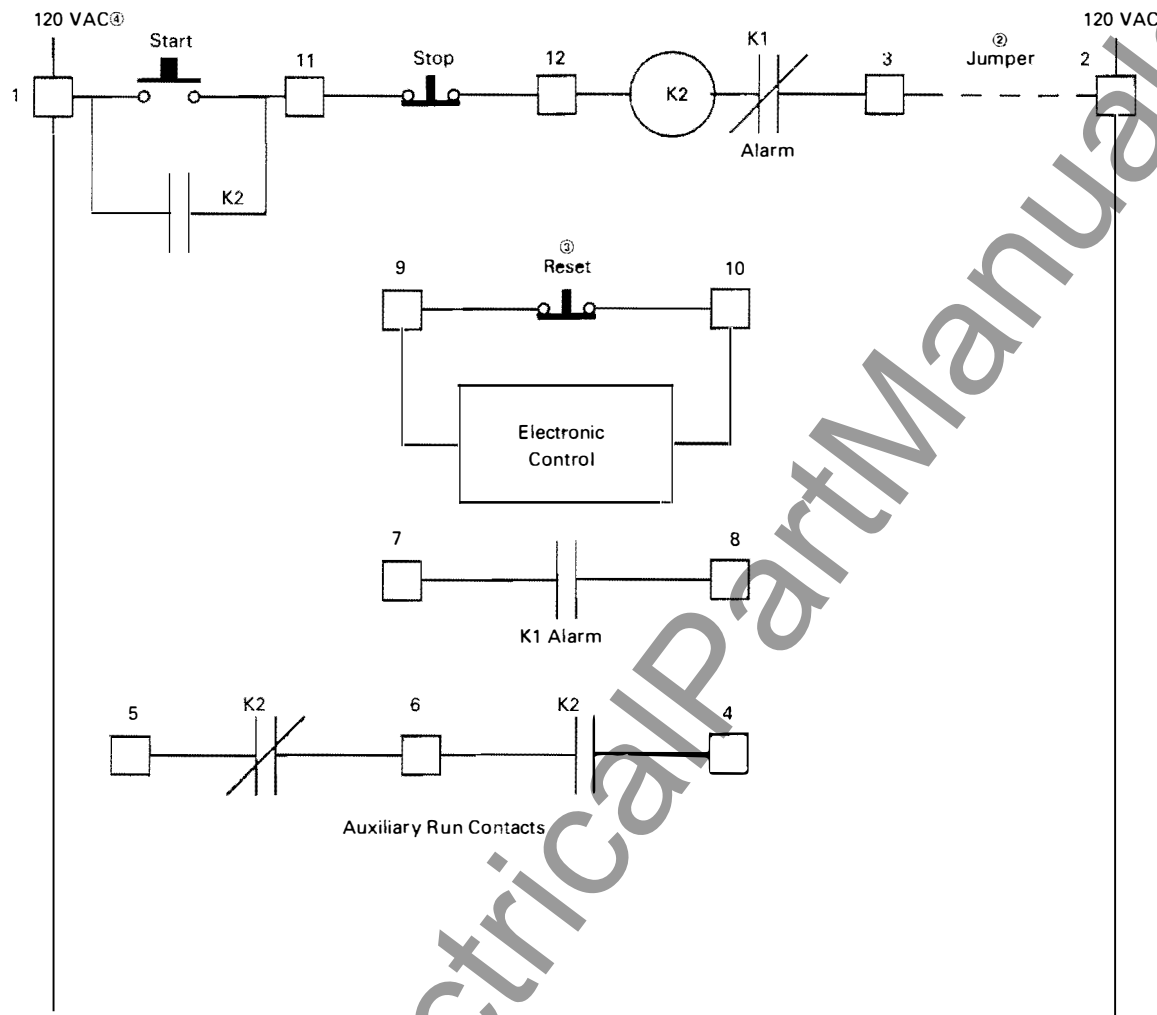 120 VAC④
120 VAC
Start
Stop
K1
②
Jumper
1
11
12
K2
3
2
Alarm
K2
③
9
Reset
10
Electronic
Control
7
8
K1 Alarm
5
K2
6
K2
4
Auxiliary Run Contacts